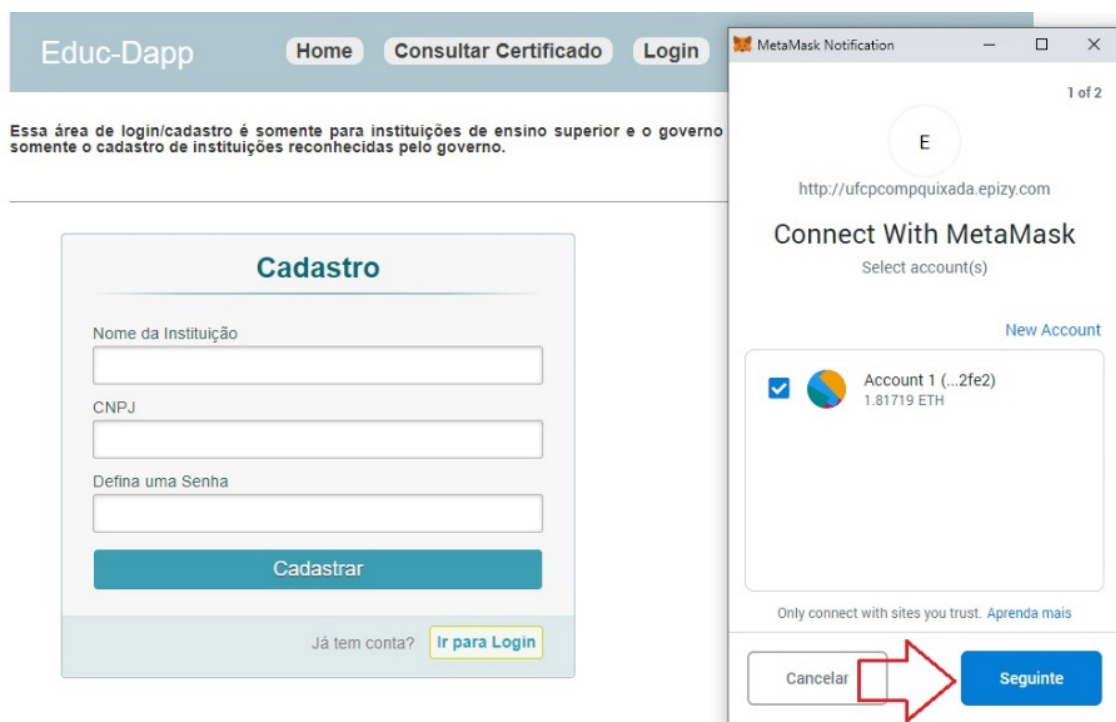 Educ-Dapp
Home
Consultar Certificado
Login
Essa área de login/cadastro é somente para instituições de ensino superior e o governo
somente o cadastro de instituições reconhecidas pelo governo.
Cadastro
Nome da Instituição
CNPJ
Defina uma Senha
Cadastrar
Já tem conta?
Ir para Login
MetaMask Notification
1 of 2
E
http://ufcpcompquixada.epizy.com
Connect With MetaMask
Select account(s)
New Account
Account 1 (...2fe2)
1.81719 ETH
Only connect with sites you trust. Aprenda mais
Cancelar
Seguinte